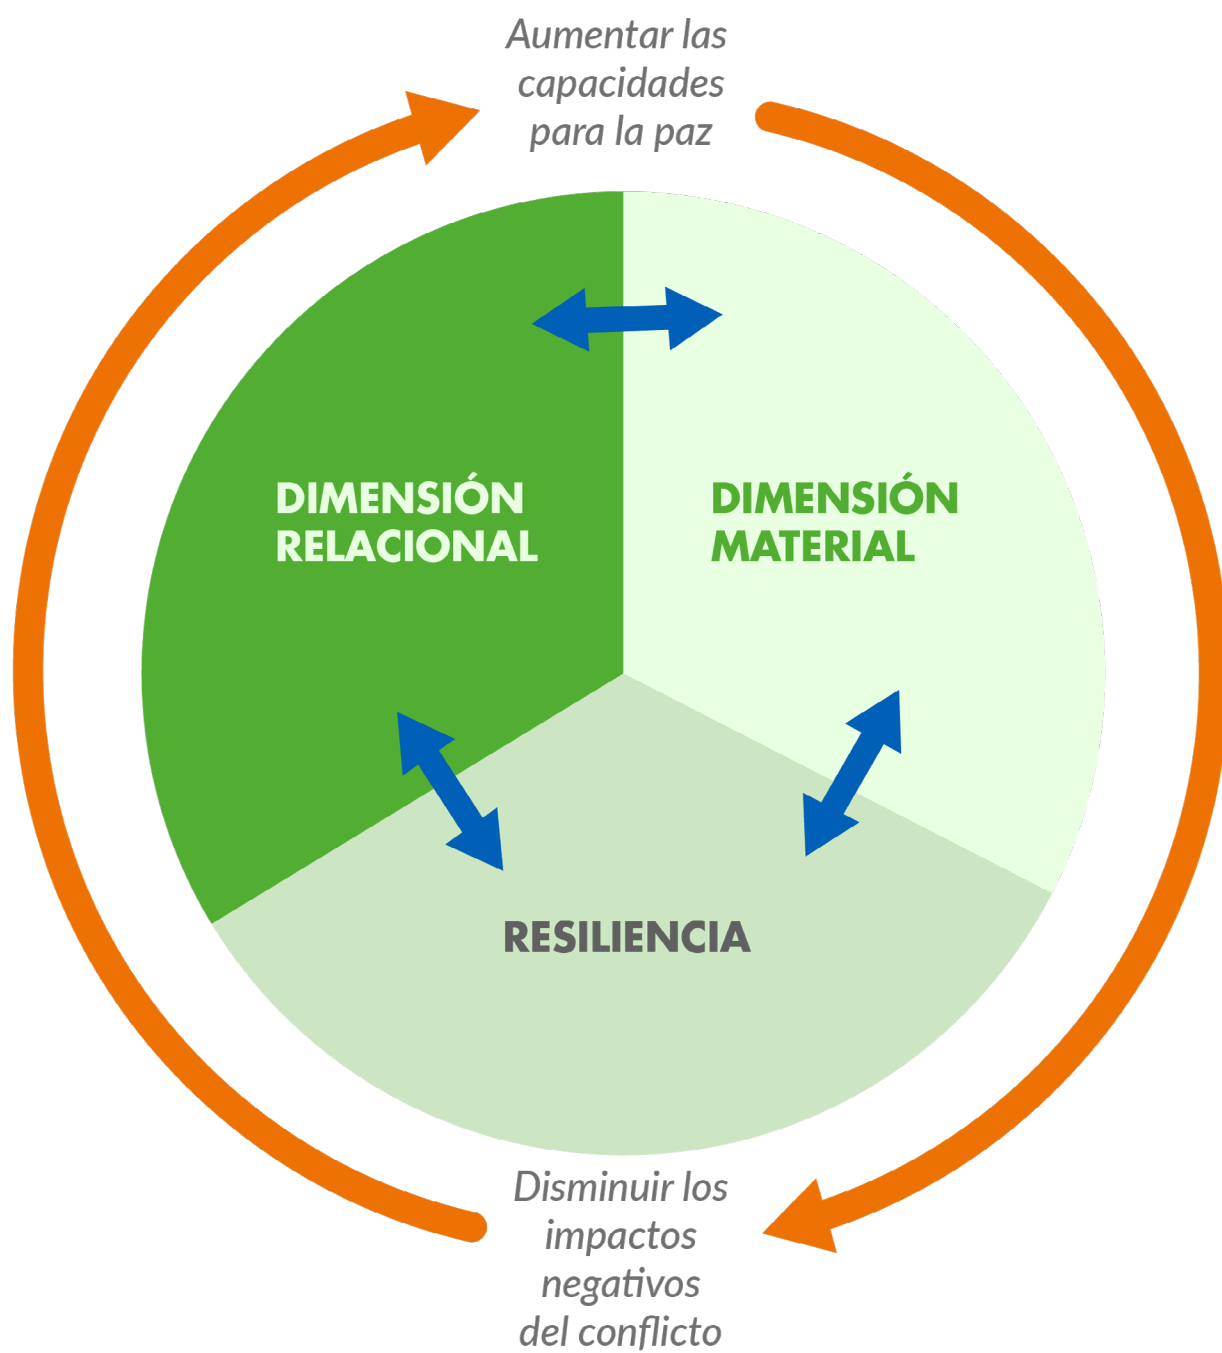 Aumentar las
capacidades
para la paz
DIMENSIÓN
RELACIONAL
DIMENSIÓN
MATERIAL
RESILIENCIA
Disminuir los
impactos
negativos
del conflicto